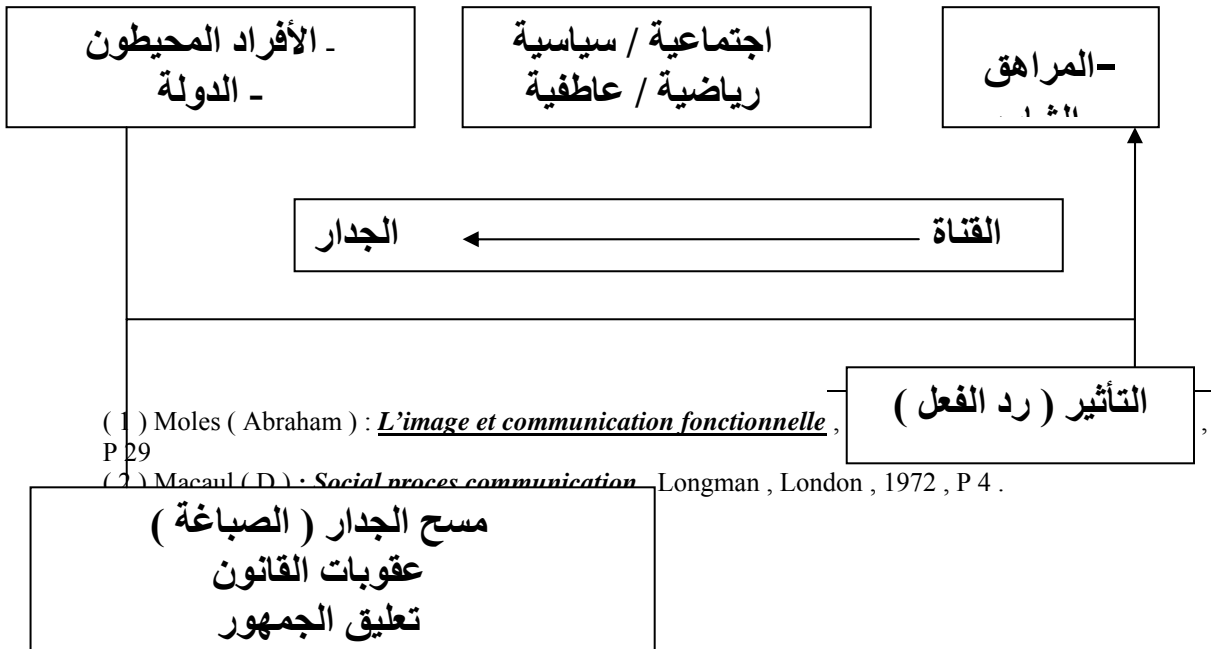 -المراهق
- الأفراد المحيطون
- الدولة
اجتماعية / سياسية
رياضية / عاطفية
القناة
الجدار
التأثير ( رد الفعل )
( 1 ) Moles ( Abraham ) : L'image et communication fonctionnelle ,
,
P 29
( 2 ) Macaul ( D ) : Social proces communication Longman , London , 1972 , P 4 .
مسح الجدار ( الصباغة )
عقوبات القانون
تعليق الجمهور